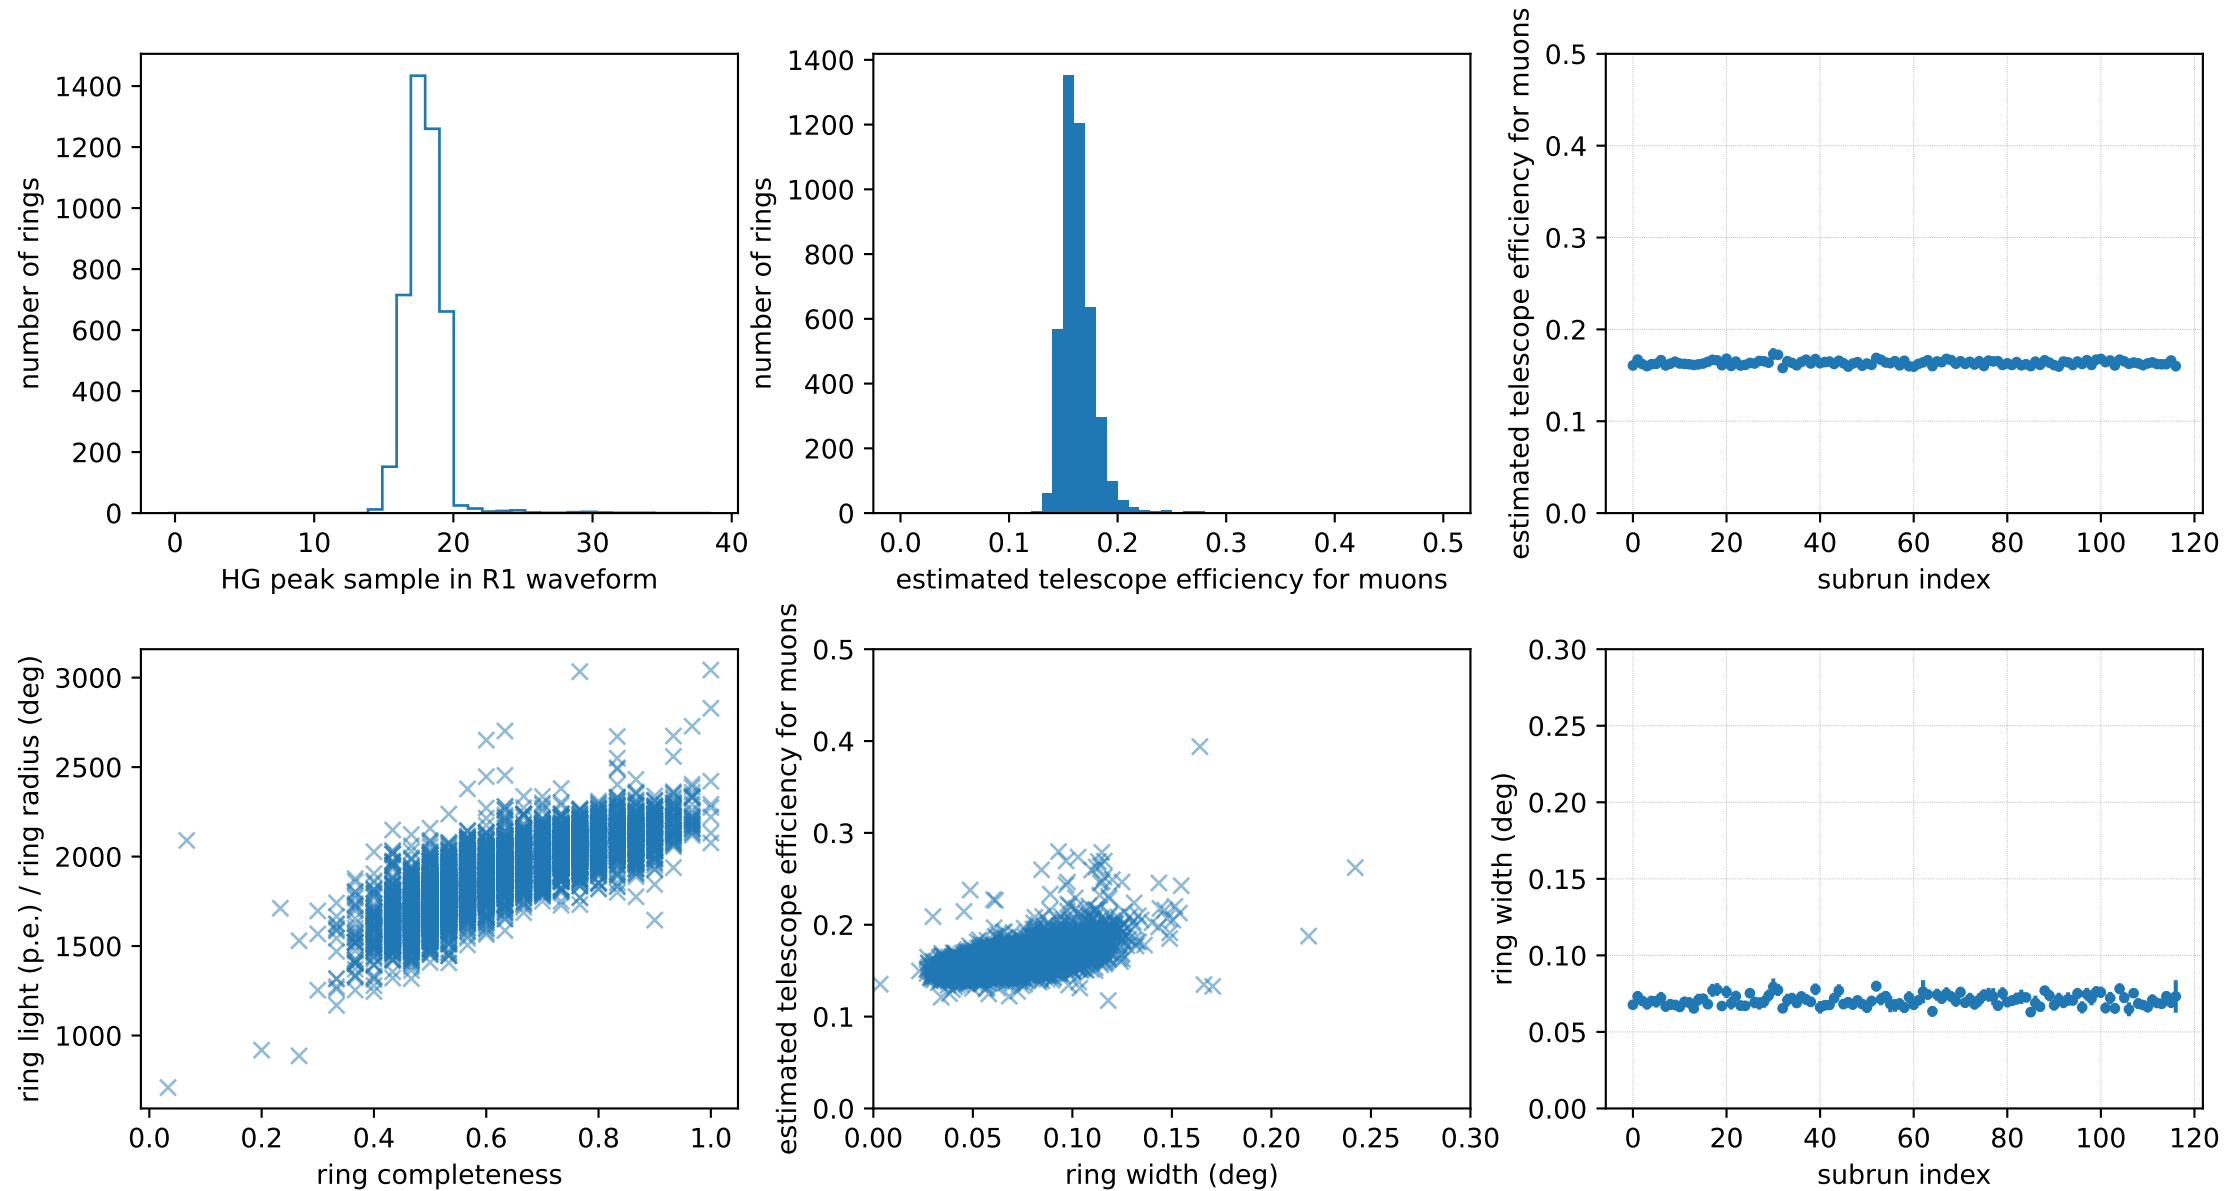 number of rings
1400
1200
1000
800
600
400
200
0
0 10 20 30 40
HG peak sample in R1 waveform
number of rings
1400
1200
1000
800
600
400
200
0
0.0 0.1 0.2 0.3 0.4 0.5
estimated telescope efficiency for muons
estimated telescope efficiency for muons
0.5
0.4
0.3
0.2
0.1
0.0
0 20 40 60 80 100 120
subrun index
ring light (p.e.) / ring radius (deg)
3000
2500
2000
1500
1000
0.0 0.2 0.4 0.6 0.8 1.0
ring completeness
estimated telescope efficiency for muons
0.5
0.4
0.3
0.2
0.1
0.0
0.00 0.05 0.10 0.15 0.20 0.25 0.30
ring width (deg)
ring width (deg)
0.30
0.25
0.20
0.15
0.10
0.05
0.00
0 20 40 60 80 100 120
subrun index